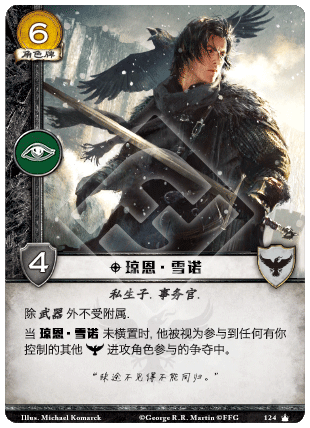 6
角色牌
4
琼恩·雪诺
私生子. 事务官.
除 武器 外不受附属.
当 琼恩·雪诺 未横置时, 他被视为参与到任何有你
控制的其他 进攻角色参与的争夺中。
“殊途不见得不能同归。”
Illus. Michael Komarck ©George R.R. Martin ©FFG 124